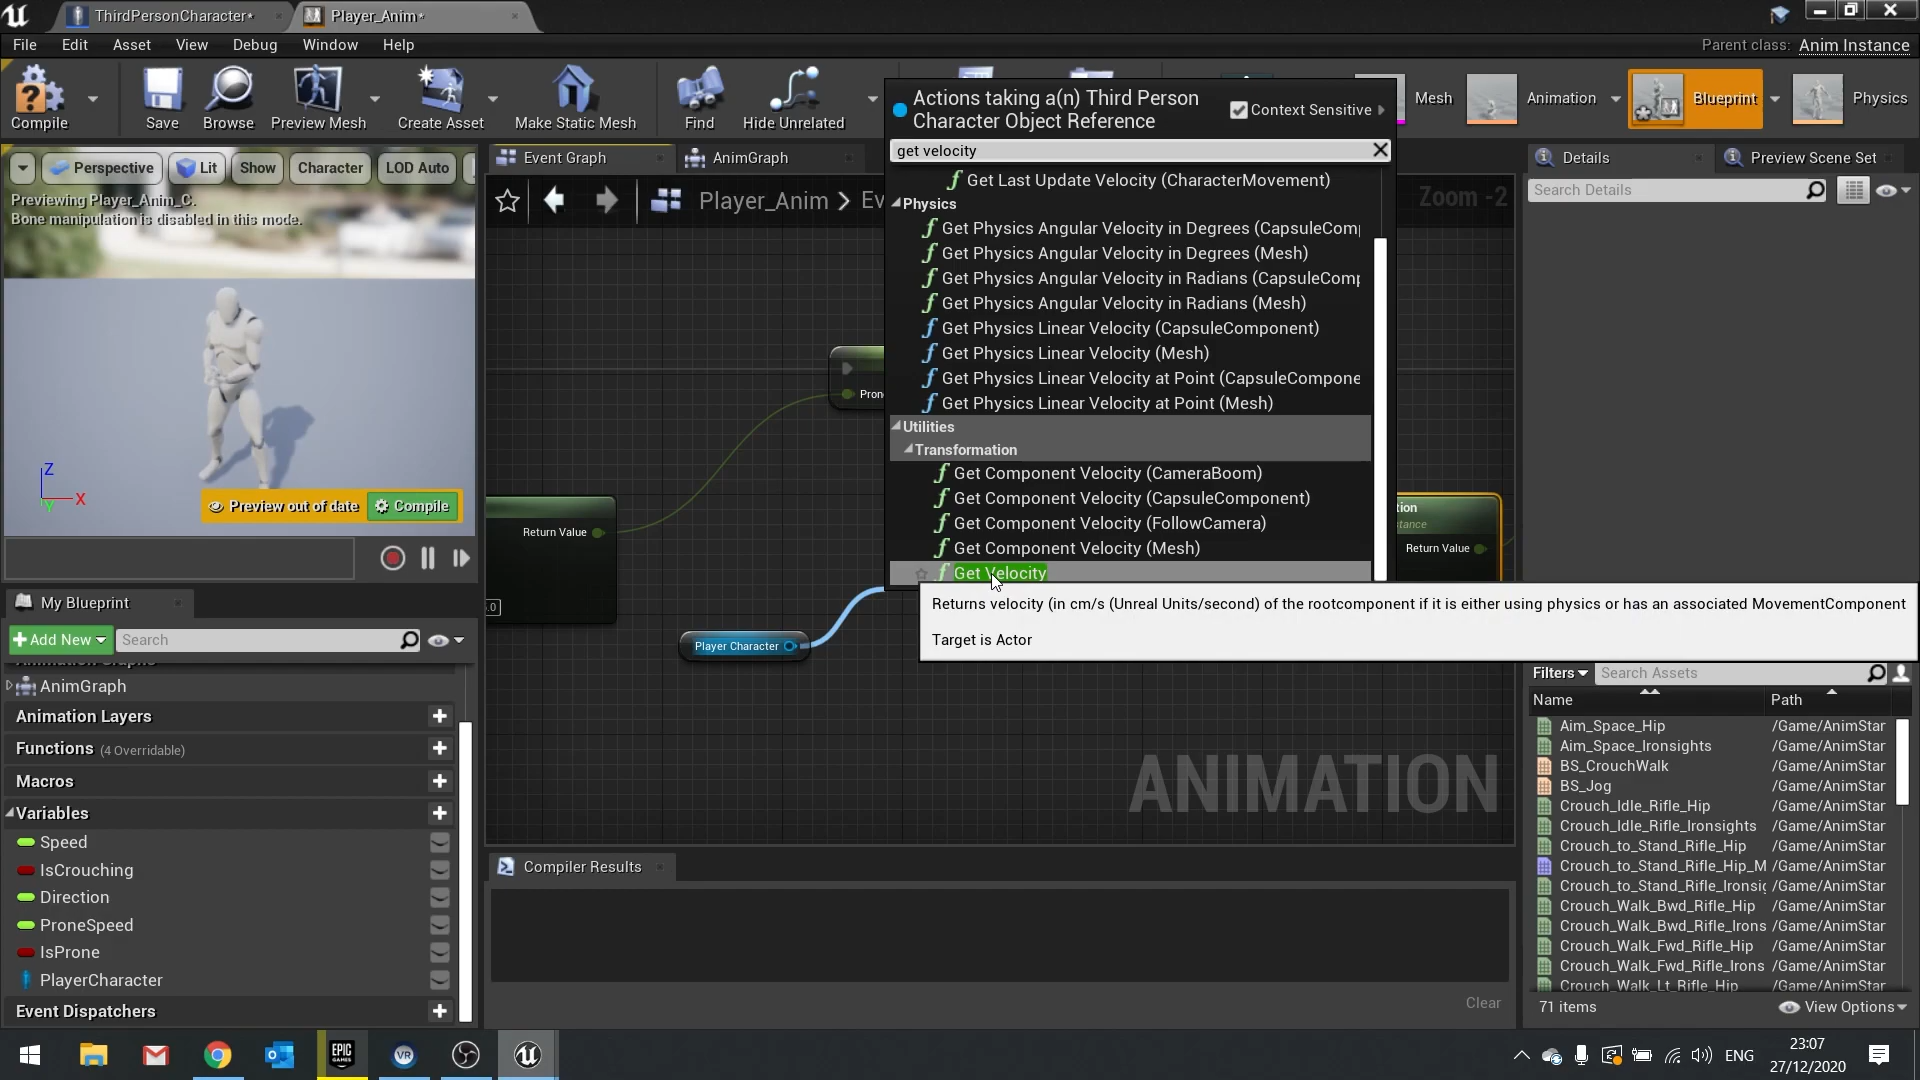 ThirdPersonCharacter*
Player_Anim*
File Edit Asset View Debug Window Help
Parent class: Anim Instance
Compile
Save
Browse
Preview Mesh
Create Asset
Make Static Mesh
Find
Hide Unrelated
Mesh
Animation
Blueprint
Physics
Actions taking a(n) Third Person
Character Object Reference
Context Sensitive
get velocity
Get Last Update Velocity (CharacterMovement)
Physics
Get Physics Angular Velocity in Degrees (CapsuleComp
Get Physics Angular Velocity in Degrees (Mesh)
Get Physics Angular Velocity in Radians (CapsuleComp
Get Physics Angular Velocity in Radians (Mesh)
Get Physics Linear Velocity (CapsuleComponent)
Get Physics Linear Velocity (Mesh)
Get Physics Linear Velocity at Point (CapsuleCompone
Get Physics Linear Velocity at Point (Mesh)
Utilities
Transformation
Get Component Velocity (CameraBoom)
Get Component Velocity (CapsuleComponent)
Get Component Velocity (FollowCamera)
Get Component Velocity (Mesh)
Get Velocity
Returns velocity (in cm/s (Unreal Units/second) of the rootcomponent if it is either using physics or has an associated MovementComponent
Target is Actor
Perspective
Lit
Show
Character
LOD Auto
Previewing Player_Anim_C.
Bone manipulation is disabled in this mode.
Z
X
Y
Preview out of date
Compile
Event Graph
AnimGraph
Player_Anim > Ev
Zoom -2
Pron
Return Value
.0
Player Character
tion
stance
Return Value
ANIMATION
Details
Preview Scene Set
Search Details
My Blueprint
Add New
Search
AnimGraph
Animation Layers
Functions (4 Overridable)
Macros
Variables
Speed
IsCrouching
Direction
ProneSpeed
IsProne
PlayerCharacter
Event Dispatchers
Compiler Results
Clear
Filters
Search Assets
Name Path
Aim_Space_Hip /Game/AnimStar
Aim_Space_Ironsights /Game/AnimStar
BS_CrouchWalk /Game/AnimStar
BS_Jog /Game/AnimStar
Crouch_Idle_Rifle_Hip /Game/AnimStar
Crouch_Idle_Rifle_Ironsights /Game/AnimStar
Crouch_to_Stand_Rifle_Hip /Game/AnimStar
Crouch_to_Stand_Rifle_Hip_M /Game/AnimStar
Crouch_to_Stand_Rifle_Ironsig /Game/AnimStar
Crouch_Walk_Bwd_Rifle_Hip /Game/AnimStar
Crouch_Walk_Bwd_Rifle_Irons /Game/AnimStar
Crouch_Walk_Fwd_Rifle_Hip /Game/AnimStar
Crouch_Walk_Fwd_Rifle_Irons /Game/AnimStar
Crouch_Walk_Lt_Rifle_Hip /Game/AnimStar
71 items
View Options
EPIC
GAMES
VR
ENG
23:07
27/12/2020